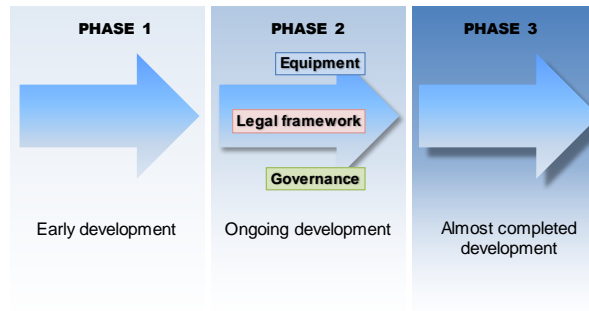 PHASE 1
PHASE 2
PHASE 3
Equipment
Legal framework
Governance
Early development
Ongoing development
Almost completed
development